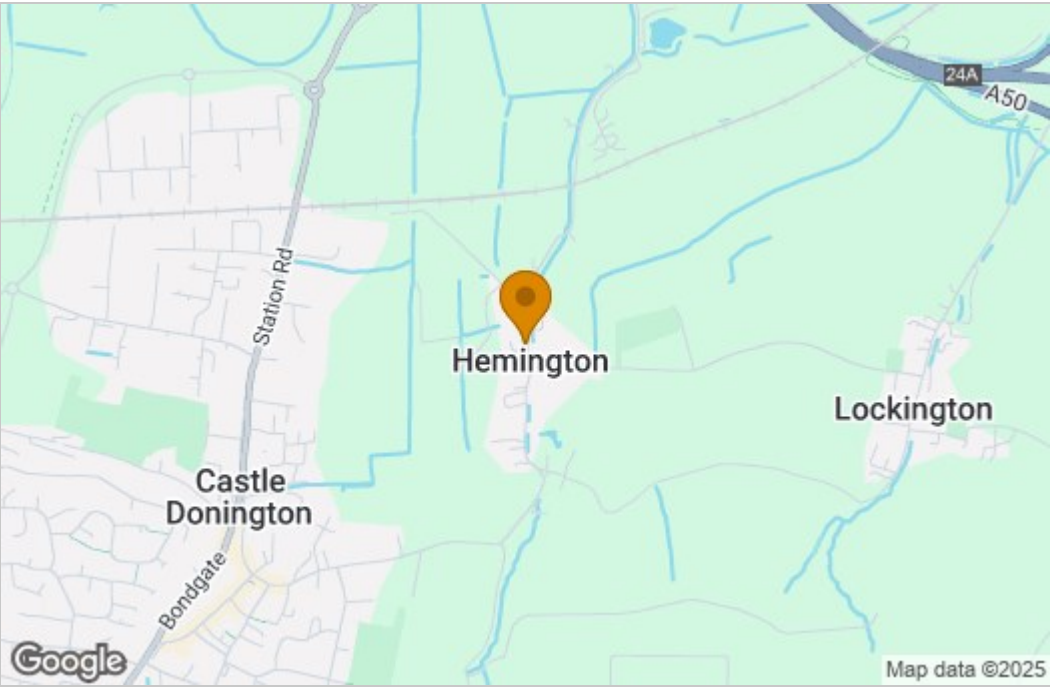 24A
A50
Station Rd
Hemington
Lockington
Castle
Donington
Bondgate
Google
Map data ©2025